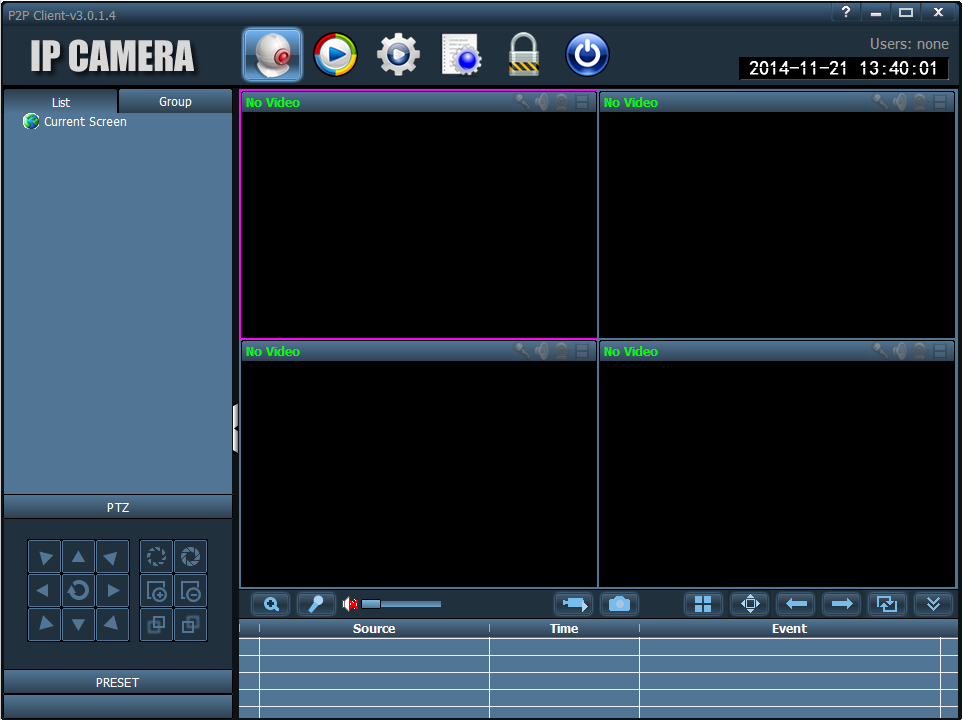 P2P Client-v3.0.1.4
?
IP CAMERA
Users: none
2014-11-21 13:40:01
List
Group
Current Screen
No Video
No Video
No Video
No Video
PTZ
Source
Time
Event
PRESET